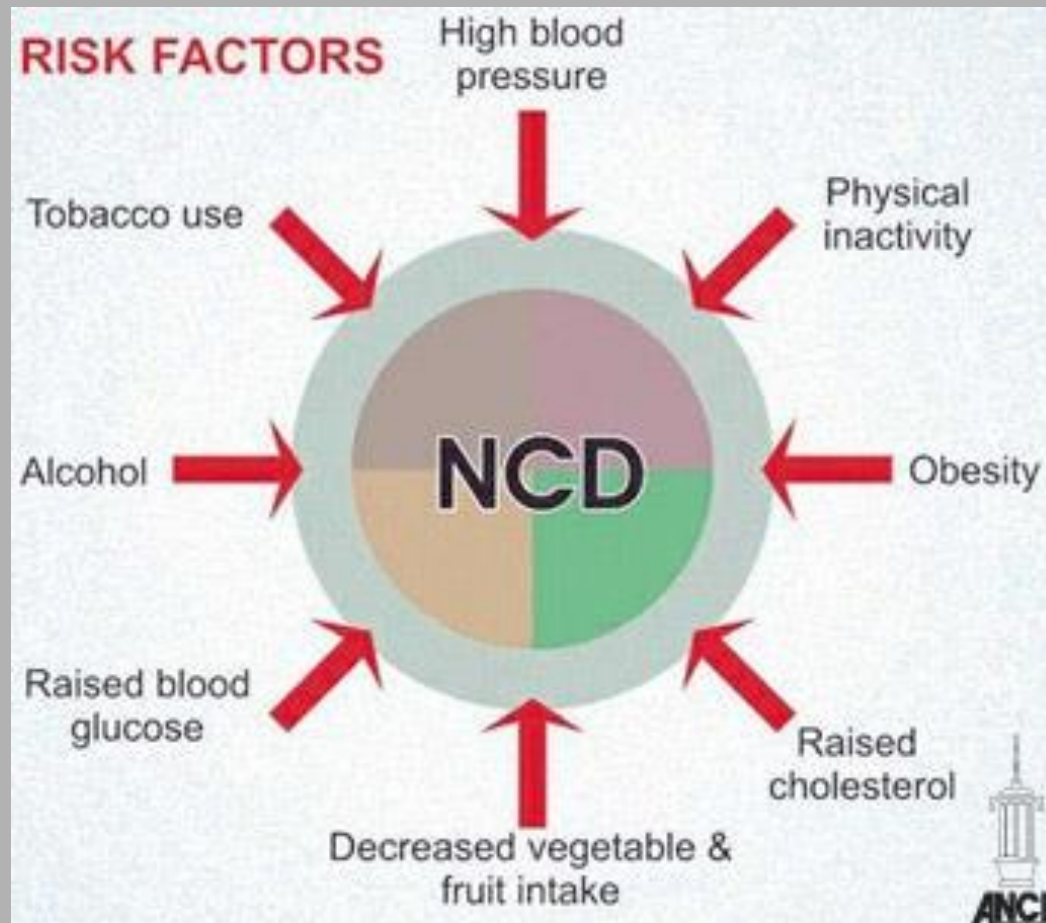 RISK FACTORS
High blood
pressure
Tobacco use
Physical
inactivity
NCD
Alcohol
Obesity
Raised blood
glucose
Raised
cholesterol
Decreased vegetable &
fruit intake